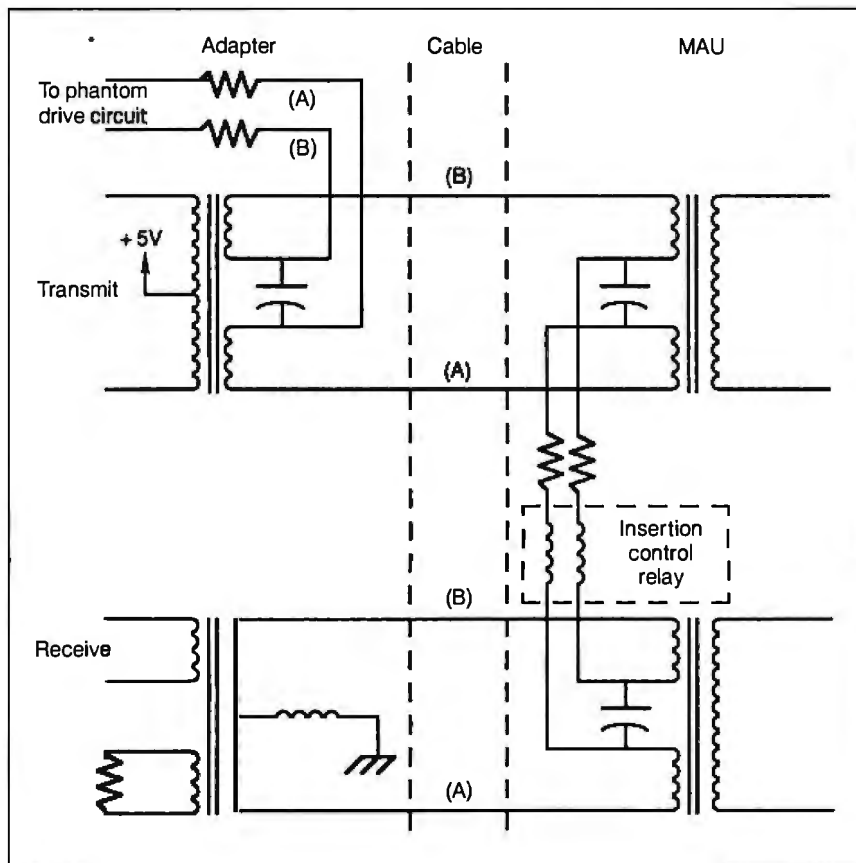 Adapter
Cable
MAU
To phantom
drive circuit
(A)
(B)
(B)
+ 5V
Transmit
(A)
Insertion
control
relay
(B)
Receive
(A)